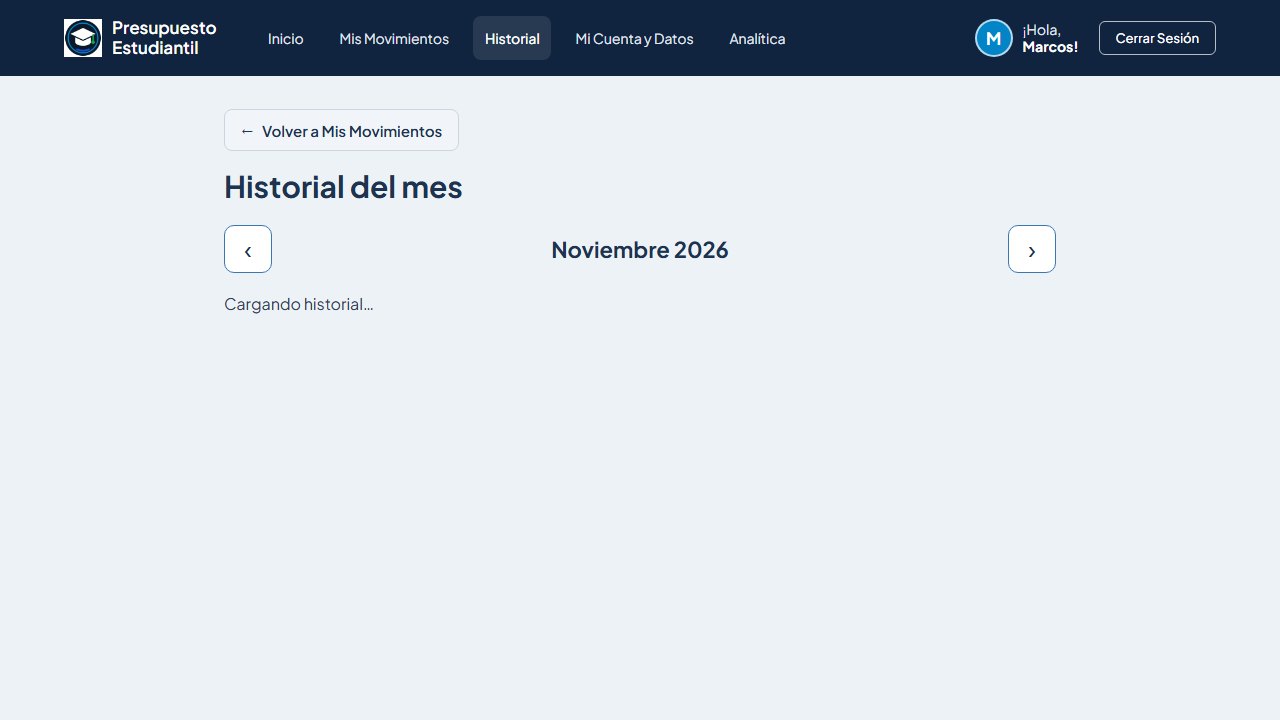 Presupuesto
Estudiantil
Inicio
Mis Movimientos
Historial
Mi Cuenta y Datos
Analítica
M
¡Hola,
Marcos!
Cerrar Sesión
← Volver a Mis Movimientos
Historial del mes
‹
Noviembre 2026
›
Cargando historial…